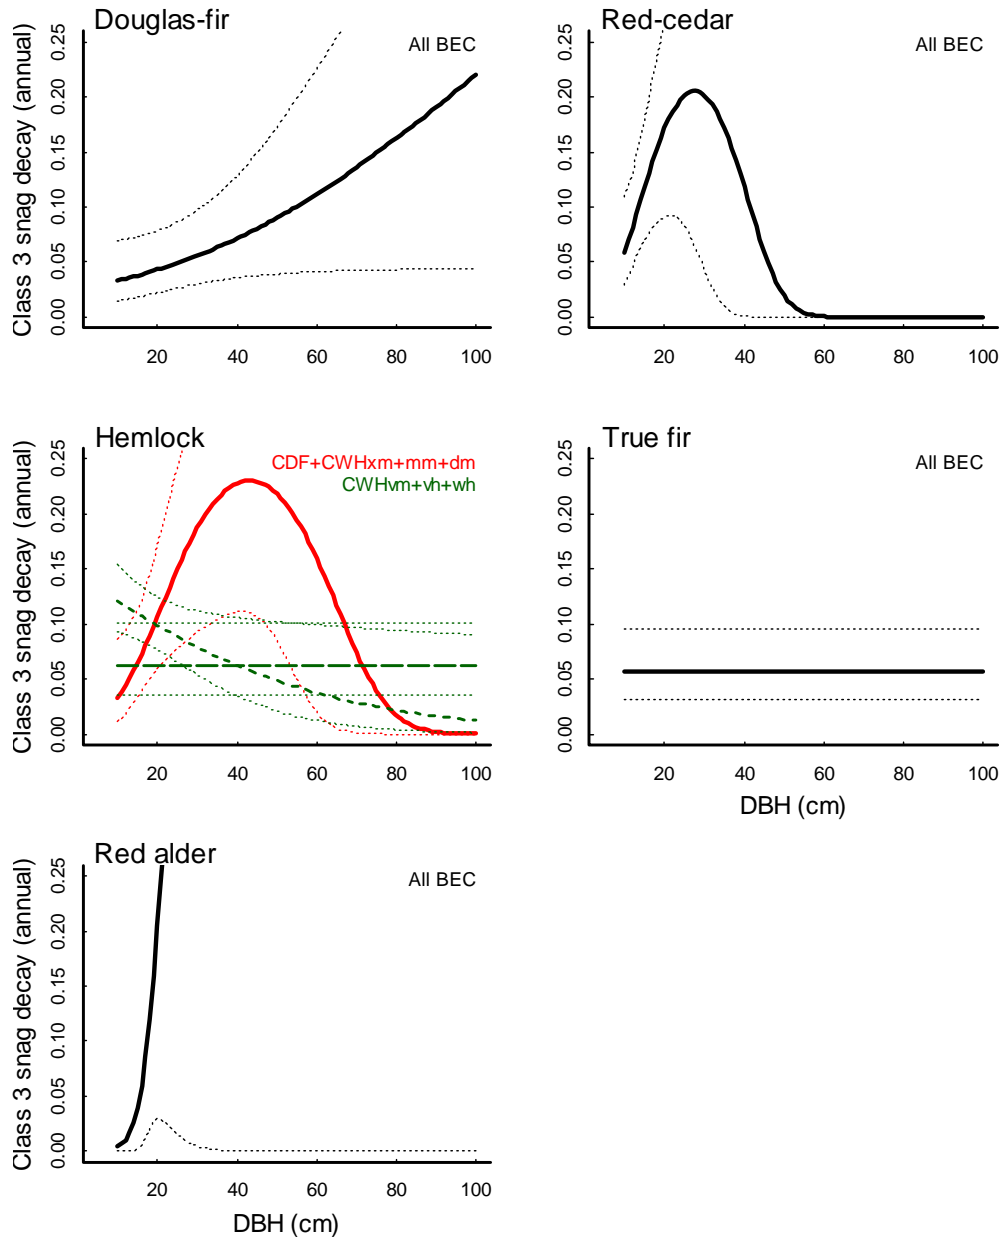 Douglas-fir
All BEC
Class 3 snag decay (annual)
0.00 0.05 0.10 0.15 0.20 0.25
20 40 60 80 100
Red-cedar
All BEC
0.00 0.05 0.10 0.15 0.20 0.25
20 40 60 80 100
Hemlock
CDF+CWHxm+mm+dm
CWHvm+vh+wh
Class 3 snag decay (annual)
0.00 0.05 0.10 0.15 0.20 0.25
20 40 60 80 100
True fir
All BEC
0.00 0.05 0.10 0.15 0.20 0.25
20 40 60 80 100
DBH (cm)
Red alder
All BEC
Class 3 snag decay (annual)
0.00 0.05 0.10 0.15 0.20 0.25
20 40 60 80 100
DBH (cm)